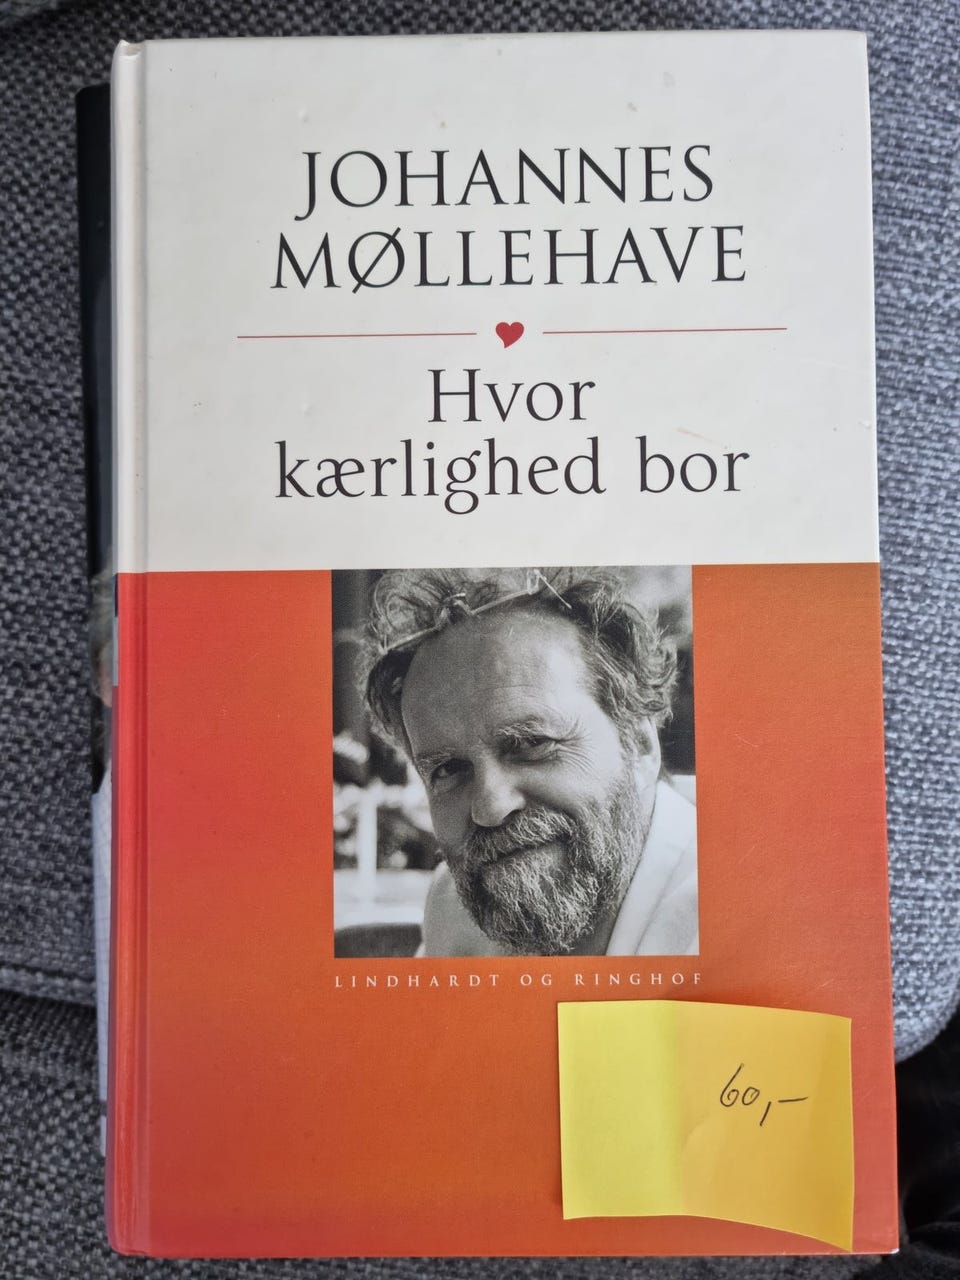 JOHANNES
MØLLEHAVE
Hvor
kærlighed bor
LINDHARDT OG RINGHOF
60,-